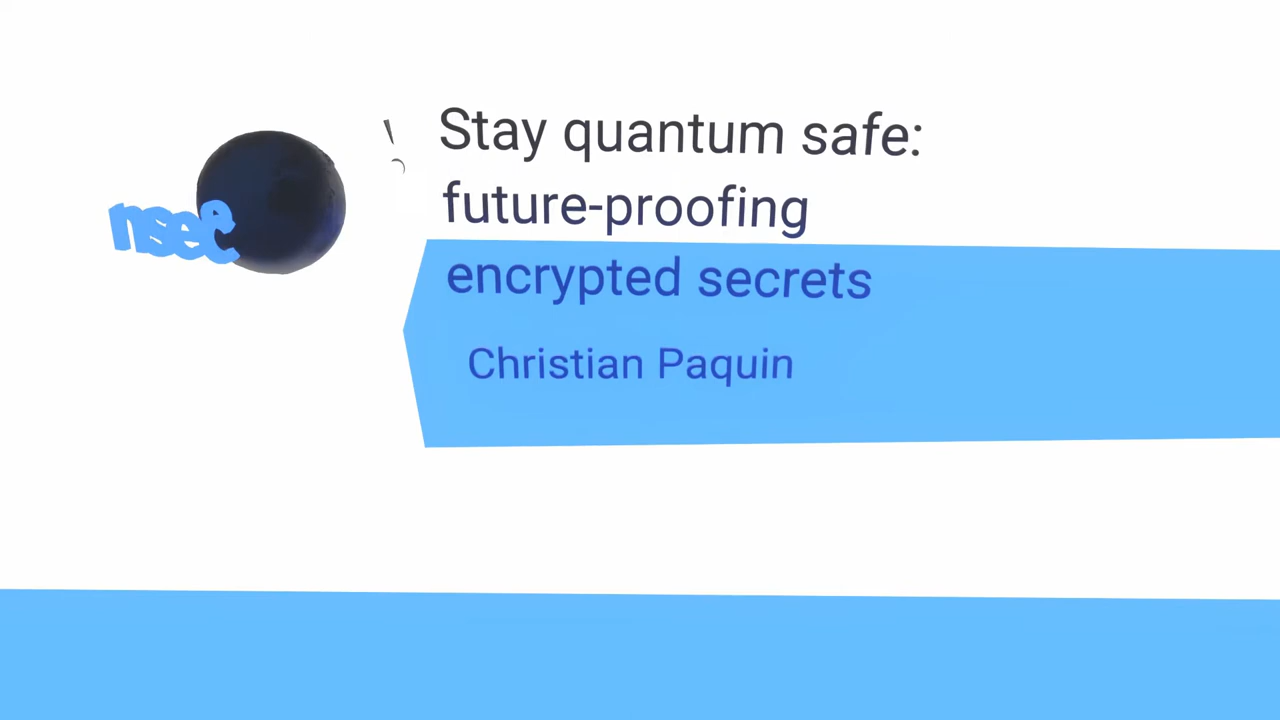 nsec
Stay quantum safe:
future-proofing
encrypted secrets
Christian Paquin